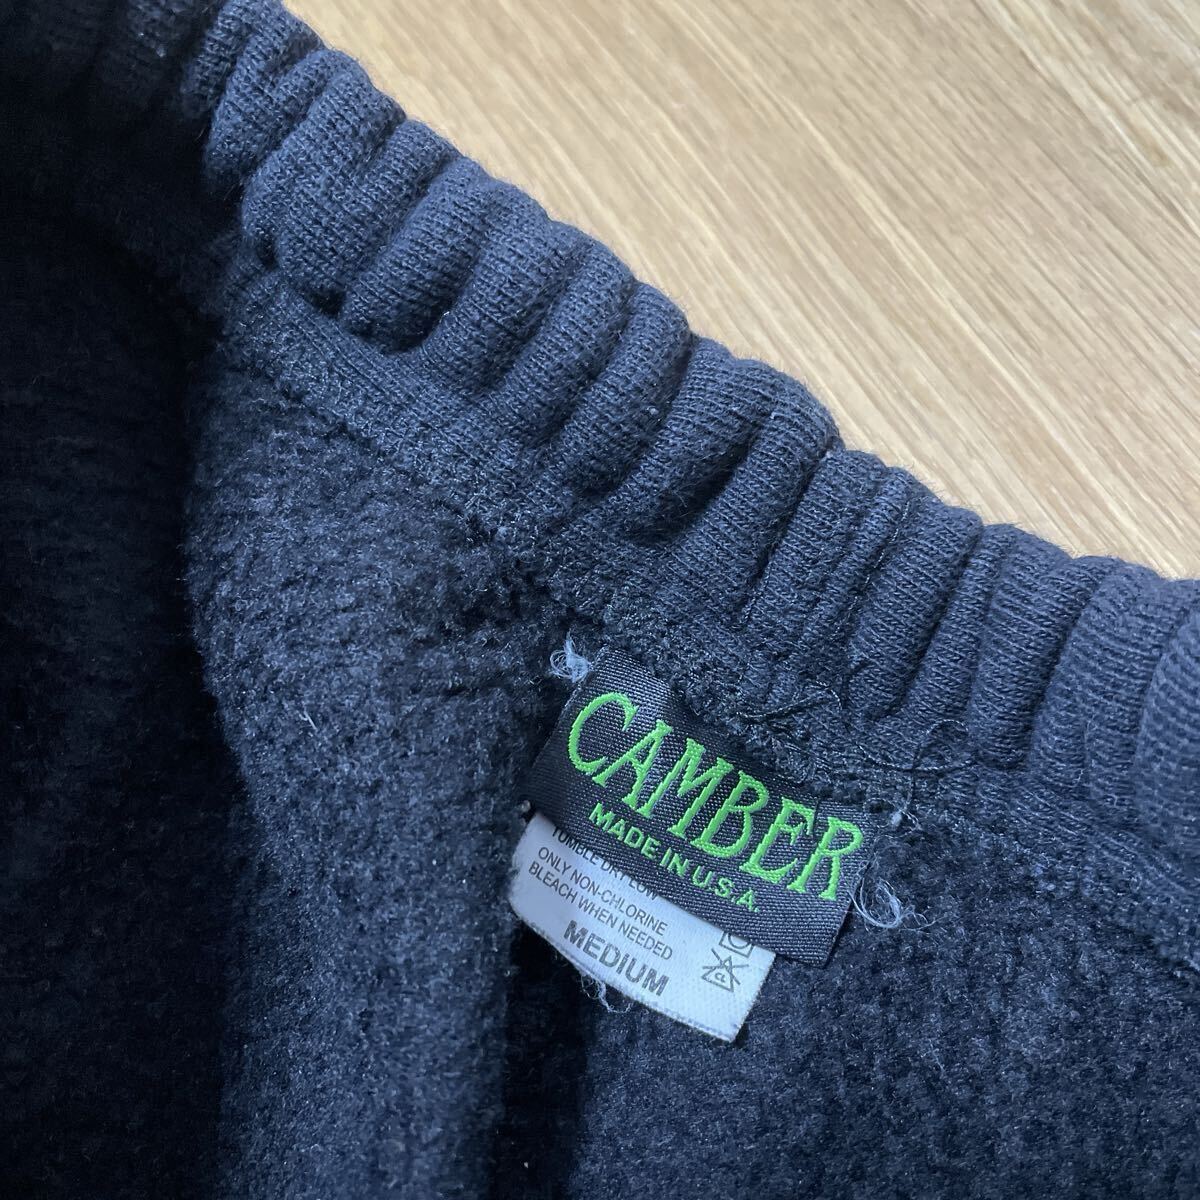 CAMBER
MADE IN U.S.A.
TUMBLE DRY LOW
ONLY NON-CHLORINE
BLEACH WHEN NEEDED
MEDIUM